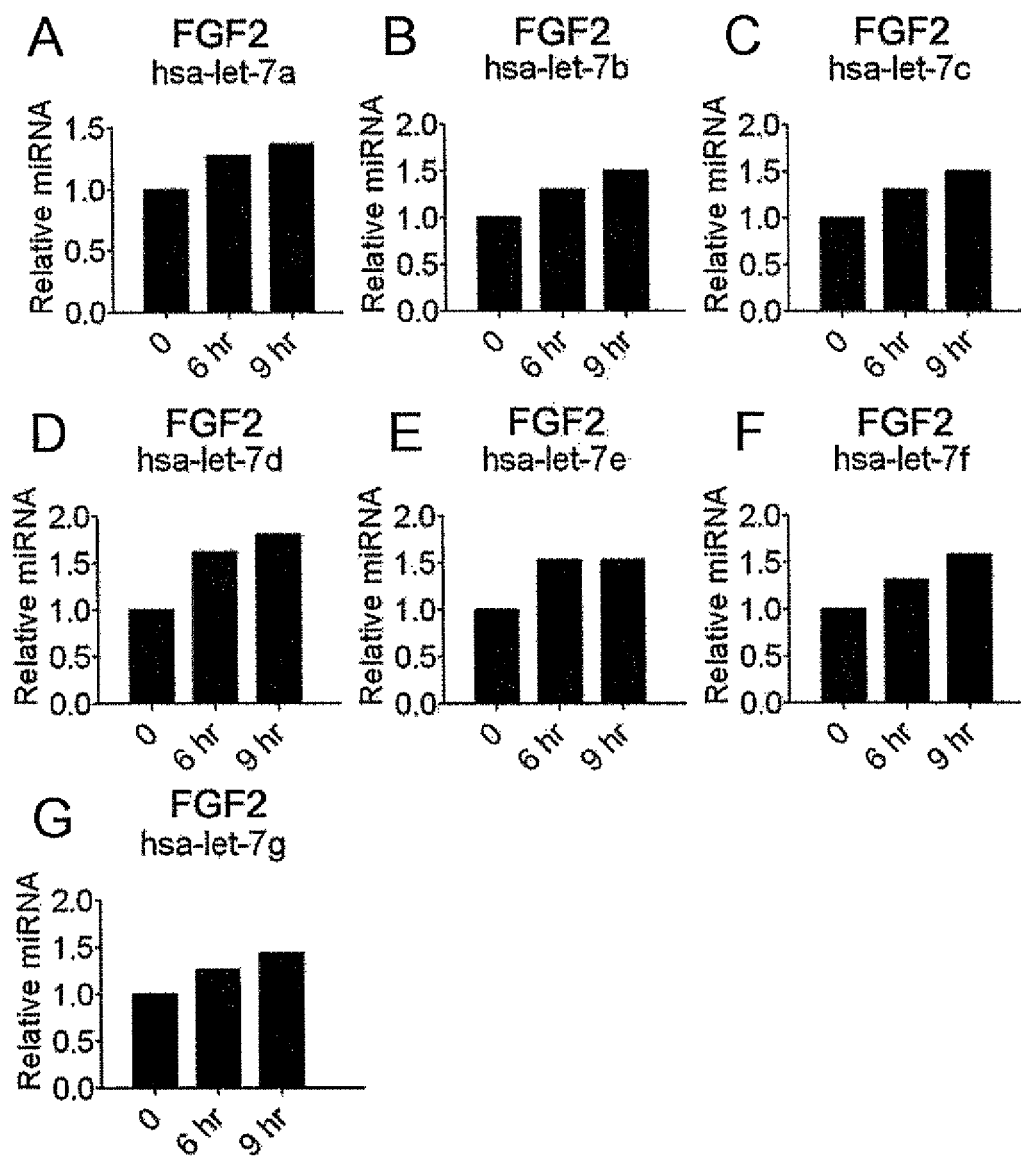 A
FGF2
hsa-let-7a
Relative miRNA
1.5
1.0
0.5
0.0
0
6 hr
9 hr
B
FGF2
hsa-let-7b
Relative miRNA
2.0
1.5
1.0
0.5
0.0
0
6 hr
9 hr
C
FGF2
hsa-let-7c
Relative miRNA
2.0
1.5
1.0
0.5
0.0
0
6 hr
9 hr
D
FGF2
hsa-let-7d
Relative miRNA
2.0
1.5
1.0
0.5
0.0
0
6 hr
9 hr
E
FGF2
hsa-let-7e
Relative miRNA
2.0
1.5
1.0
0.5
0.0
0
6 hr
9 hr
F
FGF2
hsa-let-7f
Relative miRNA
2.0
1.5
1.0
0.5
0.0
0
6 hr
9 hr
G
FGF2
hsa-let-7g
Relative miRNA
2.0
1.5
1.0
0.5
0.0
0
6 hr
9 hr